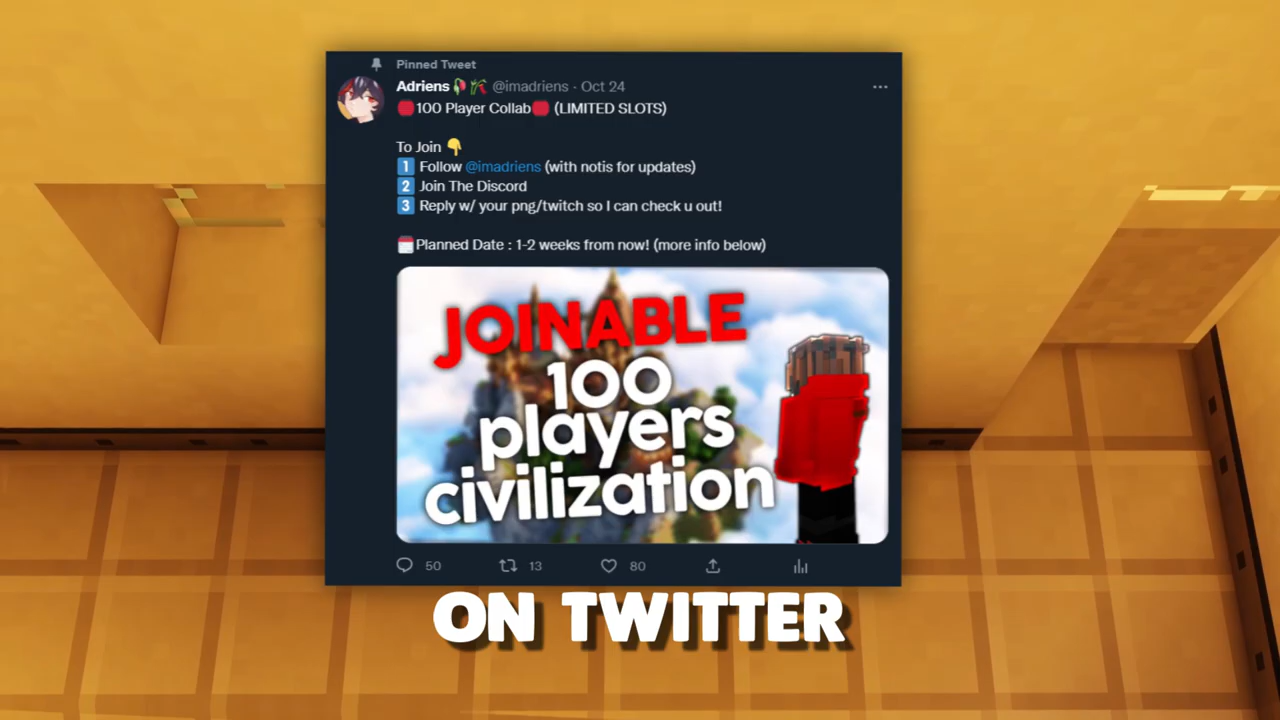 Pinned Tweet
Adriens🥀🎋 @imadriens · Oct 24
🟥100 Player Collab🟥 (LIMITED SLOTS)
To Join 👇
1️⃣ Follow @imadriens (with notis for updates)
2️⃣ Join The Discord
3️⃣ Reply w/ your png/twitch so I can check u out!
🗓️Planned Date : 1-2 weeks from now! (more info below)
JOINABLE
100
players
civilization
50 13 80
ON TWITTER